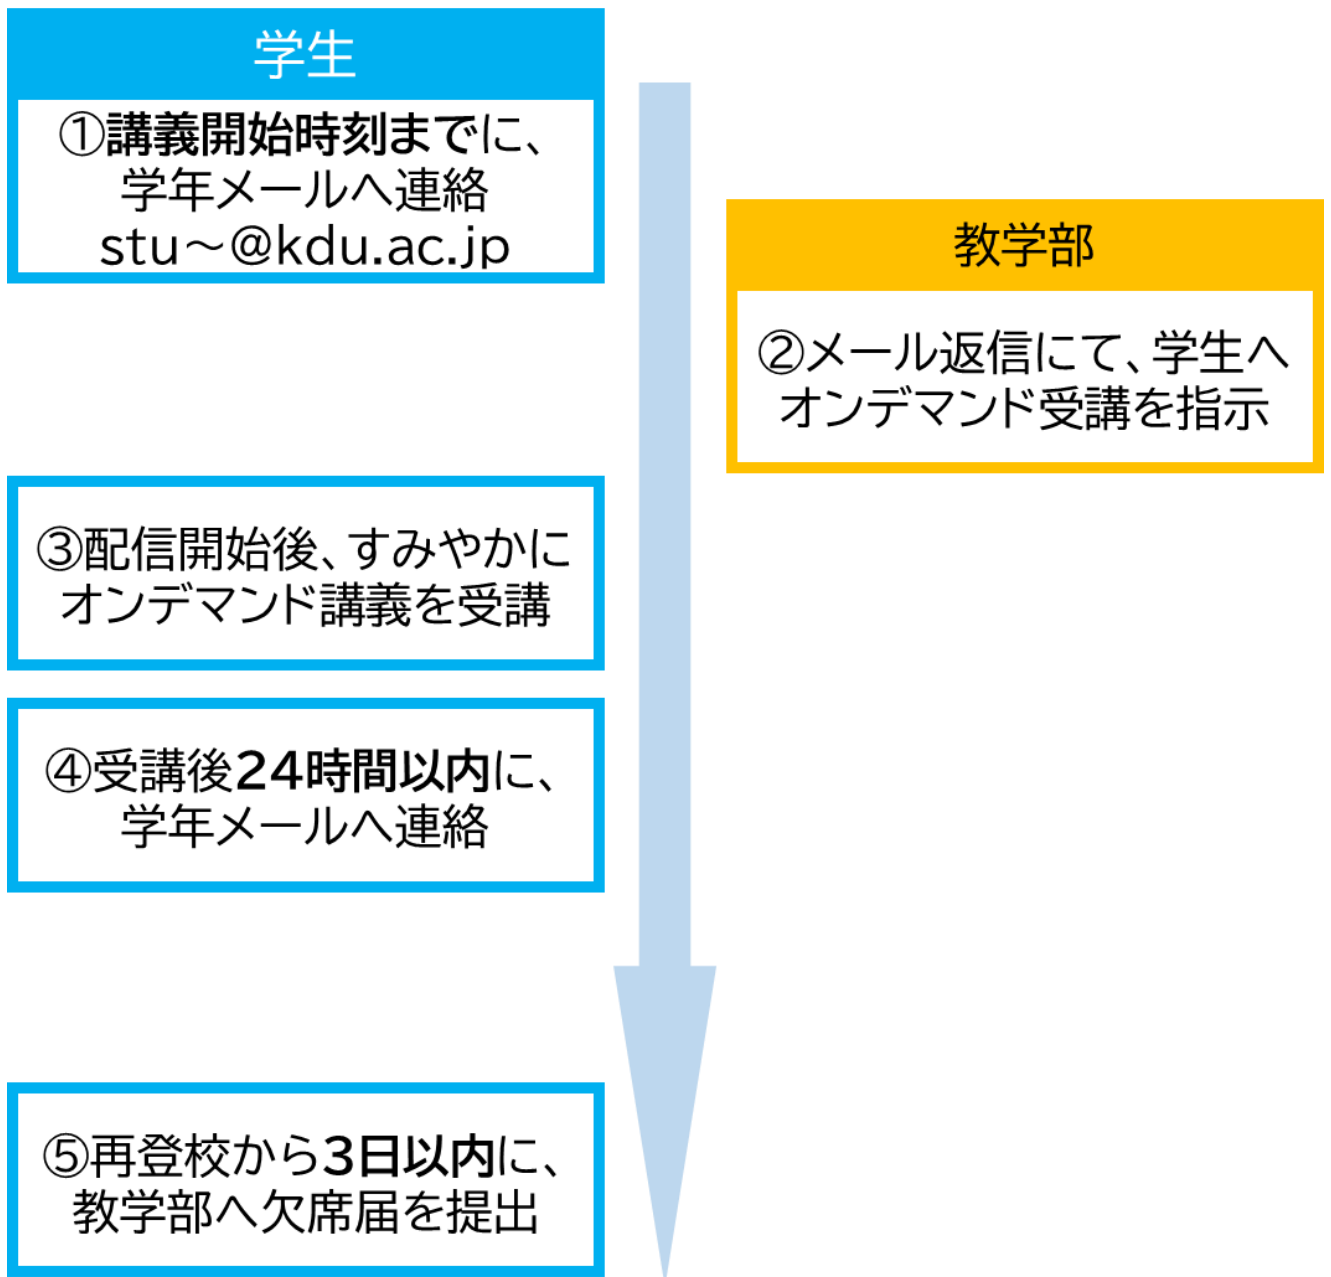 学生
①講義開始時刻までに、
学年メールへ連絡
stu～@kdu.ac.jp
教学部
②メール返信にて、学生へ
オンデマンド受講を指示
③配信開始後、すみやかに
オンデマンド講義を受講
④受講後24時間以内に、
学年メールへ連絡
⑤再登校から3日以内に、
教学部へ欠席届を提出